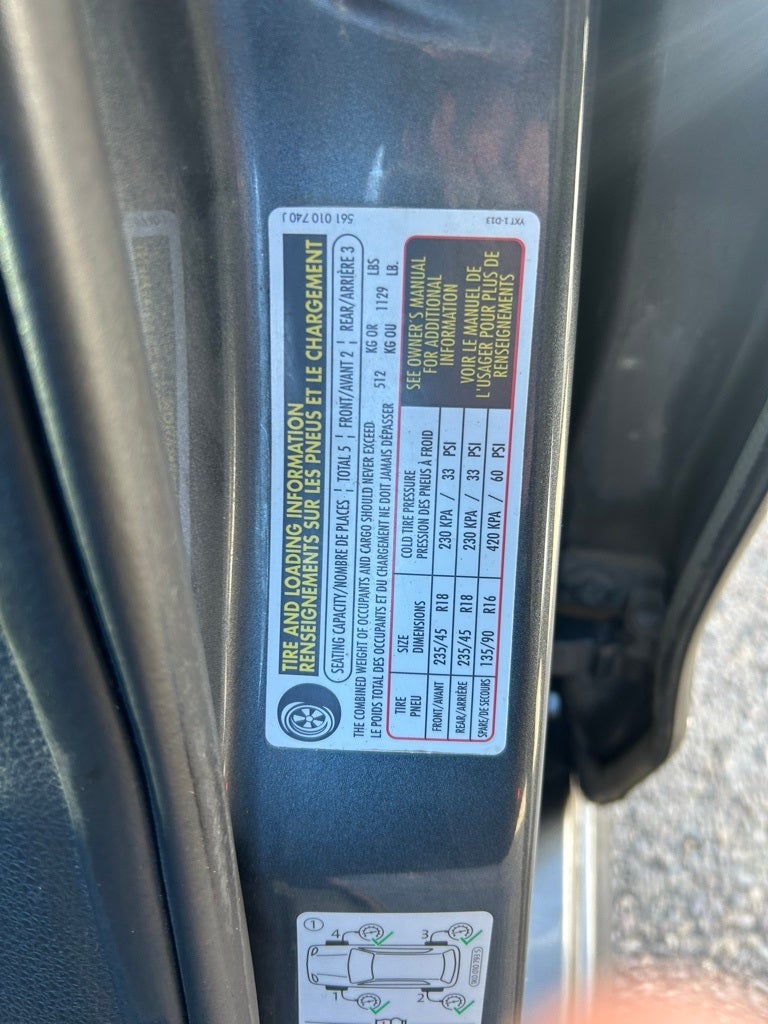 561 010 740 J
YXT 1-D13
TIRE AND LOADING INFORMATION
RENSEIGNEMENTS SUR LES PNEUS ET LE CHARGEMENT
SEATING CAPACITY/NOMBRE DE PLACES ¦ TOTAL 5 ¦ FRONT/AVANT 2 ¦ REAR/ARRIÈRE 3
THE COMBINED WEIGHT OF OCCUPANTS AND CARGO SHOULD NEVER EXCEED 512 KG OR 1129 LBS
LE POIDS TOTAL DES OCCUPANTS ET DU CHARGEMENT NE DOIT JAMAIS DÉPASSER KG OU LB.
TIRE
PNEU
SIZE
DIMENSIONS
COLD TIRE PRESSURE
PRESSION DES PNEUS À FROID
FRONT/AVANT 235/45 R18 230 KPA / 33 PSI
REAR/ARRIÈRE 235/45 R18 230 KPA / 33 PSI
SPARE/DE SECOURS 135/90 R16 420 KPA / 60 PSI
SEE OWNER'S MANUAL
FOR ADDITIONAL
INFORMATION
VOIR LE MANUEL DE
L'USAGER POUR PLUS DE
RENSEIGNEMENTS
1
4 3
1 2